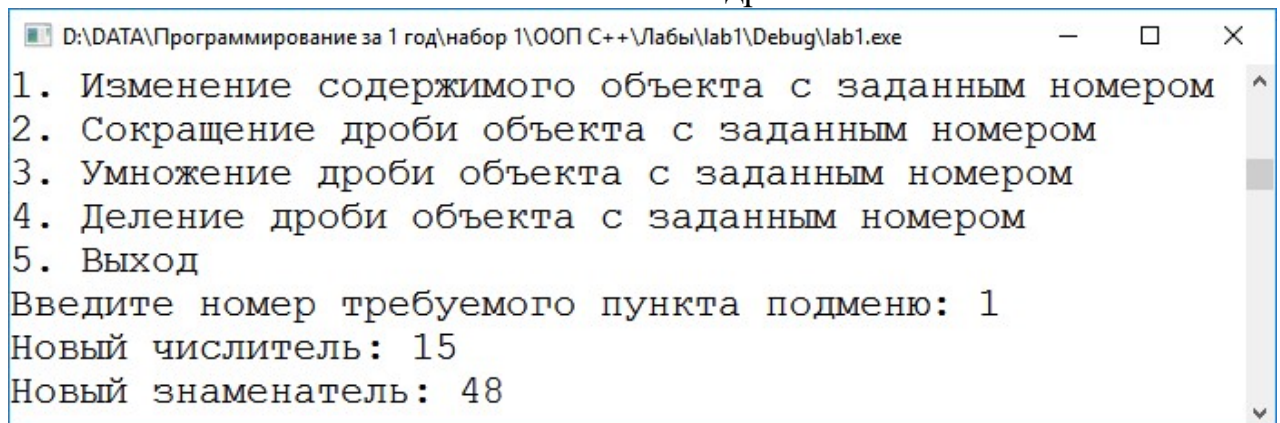 D:\DATA\Программирование за 1 год\набор 1\ООП C++\Лабы\lab1\Debug\lab1.exe
1. Изменение содержимого объекта с заданным номером
2. Сокращение дроби объекта с заданным номером
3. Умножение дроби объекта с заданным номером
4. Деление дроби объекта с заданным номером
5. Выход
Введите номер требуемого пункта подменю: 1
Новый числитель: 15
Новый знаменатель: 48